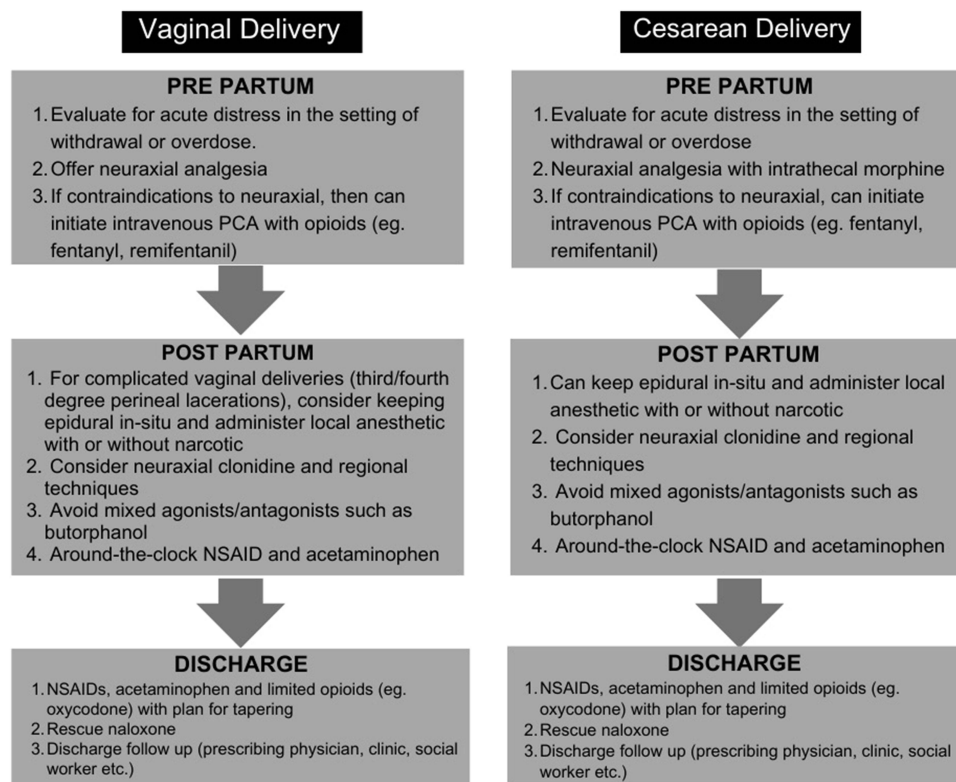 Vaginal Delivery
PRE PARTUM
1. Evaluate for acute distress in the setting of
withdrawal or overdose.
2. Offer neuraxial analgesia
3. If contraindications to neuraxial, then can
initiate intravenous PCA with opioids (eg.
fentanyl, remifentanil)
POST PARTUM
1. For complicated vaginal deliveries (third/fourth
degree perineal lacerations), consider keeping
epidural in-situ and administer local anesthetic
with or without narcotic
2. Consider neuraxial clonidine and regional
techniques
3. Avoid mixed agonists/antagonists such as
butorphanol
4. Around-the-clock NSAID and acetaminophen
DISCHARGE
1. NSAIDs, acetaminophen and limited opioids (eg.
oxycodone) with plan for tapering
2. Rescue naloxone
3. Discharge follow up (prescribing physician, clinic, social
worker etc.)
Cesarean Delivery
PRE PARTUM
1. Evaluate for acute distress in the setting of
withdrawal or overdose
2. Neuraxial analgesia with intrathecal morphine
3. If contraindications to neuraxial, can initiate
intravenous PCA with opioids (eg. fentanyl,
remifentanil)
POST PARTUM
1. Can keep epidural in-situ and administer local
anesthetic with or without narcotic
2. Consider neuraxial clonidine and regional
techniques
3. Avoid mixed agonists/antagonists such as
butorphanol
4. Around-the-clock NSAID and acetaminophen
DISCHARGE
1. NSAIDs, acetaminophen and limited opioids (eg.
oxycodone) with plan for tapering
2. Rescue naloxone
3. Discharge follow up (prescribing physician, clinic, social
worker etc.)